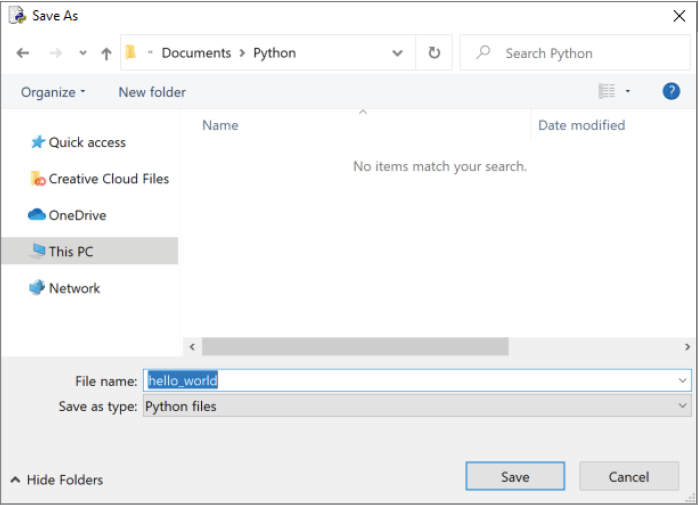 Save As
Documents > Python
Search Python
Organize
New folder
?
Name
Date modified
Quick access
No items match your search.
Creative Cloud Files
OneDrive
This PC
Network
File name: hello_world
Save as type: Python files
Hide Folders
Save
Cancel